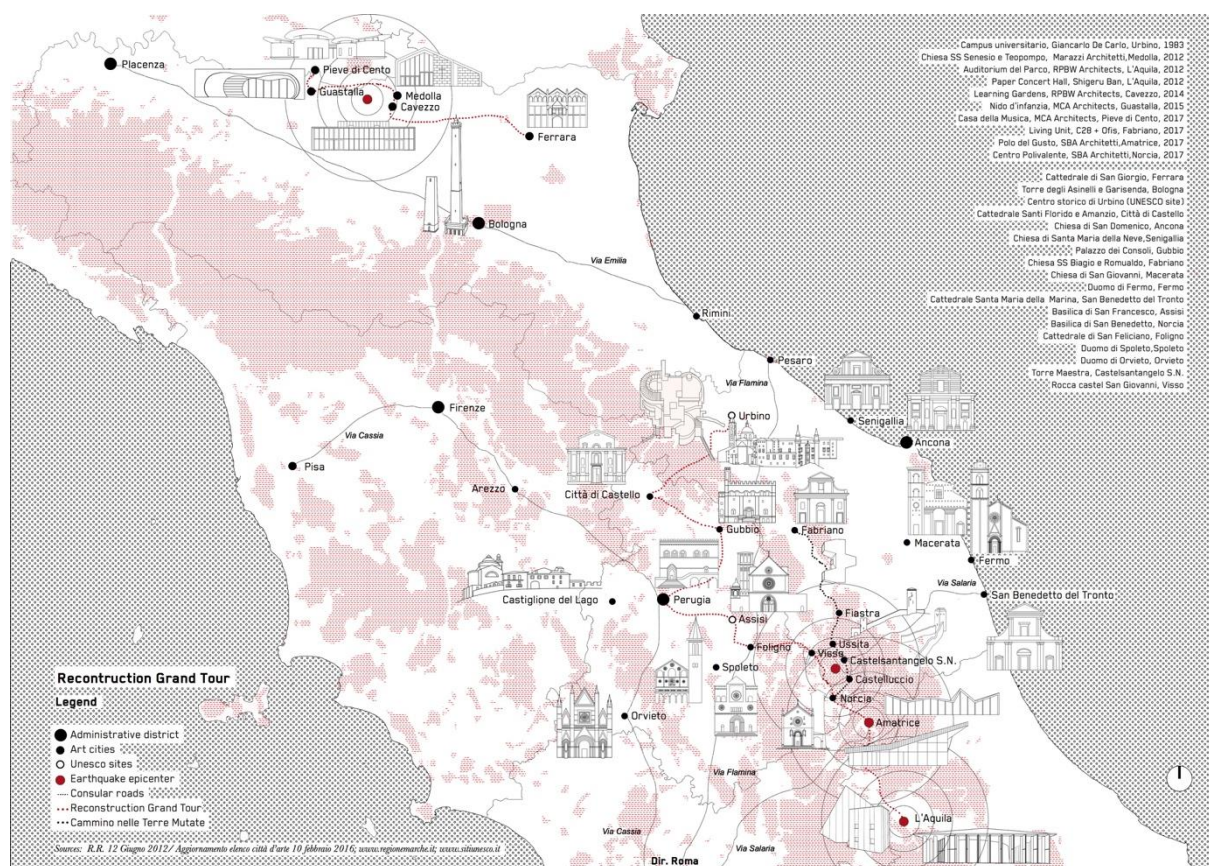 Placenza
Pieve di Cento
Guastalla
Medolla
Cavezzo
Ferrara
Bologna
Via Emilia
Rimini
Pesaro
Via Flamina
Urbino
Senigallia
Ancona
Firenze
Via Cassia
Pisa
Arezzo
Città di Castello
Gubbio
Fabriano
Macerata
Fermo
Via Salaria
San Benedetto del Tronto
Castiglione del Lago
Perugia
Assisi
Fiastra
Foligno
Ussita
Visso
Castelsantangelo S.N.
Spoleto
Castelluccio
Norcia
Orvieto
Amatrice
Via Flamina
L'Aquila
Via Cassia
Via Salaria
Dir. Roma
Campus universitario, Giancarlo De Carlo, Urbino, 1983
Chiesa SS Senesio e Teopompo, Marazzi Architetti,Medolla, 2012
Auditorium del Parco, RPBW Architects, L'Aquila, 2012
Paper Concert Hall, Shigeru Ban, L'Aquila, 2012
Learning Gardens, RPBW Architects, Cavezzo, 2014
Nido d'infanzia, MCA Architects, Guastalla, 2015
Casa della Musica, MCA Architects, Pieve di Cento, 2017
Living Unit, C28 + Ofis, Fabriano, 2017
Polo del Gusto, SBA Architetti,Amatrice, 2017
Centro Polivalente, SBA Architetti,Norcia, 2017
Cattedrale di San Giorgio, Ferrara
Torre degli Asinelli e Garisenda, Bologna
Centro storico di Urbino (UNESCO site)
Cattedrale Santi Florido e Amanzio, Città di Castello
Chiesa di San Domenico, Ancona
Chiesa di Santa Maria della Neve,Senigallia
Palazzo dei Consoli, Gubbio
Chiesa SS Biagio e Romualdo, Fabriano
Chiesa di San Giovanni, Macerata
Duomo di Fermo, Fermo
Cattedrale Santa Maria della Marina, San Benedetto del Tronto
Basilica di San Francesco, Assisi
Basilica di San Benedetto, Norcia
Cattedrale di San Feliciano, Foligno
Duomo di Spoleto,Spoleto
Duomo di Orvieto, Orvieto
Torre Maestra, Castelsantangelo S.N.
Rocca castel San Giovanni, Visso
Recontruction Grand Tour
Legend
Administrative district
Art cities
Unesco sites
Earthquake epicenter
Consular roads
Reconstruction Grand Tour
Cammino nelle Terre Mutate
Sources: R.R. 12 Giugno 2012/ Aggiornamento elenco città d'arte 10 febbraio 2016; www.regionemarche.it; www.sitiunesco.it